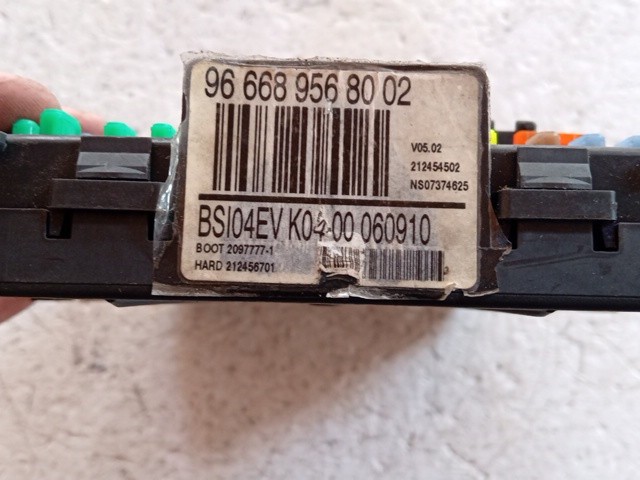 96 668 956 80 02
V05.02
212454502
NS07374625
BSI04EV K04-00 060910
BOOT 2097777-1
HARD 212456701